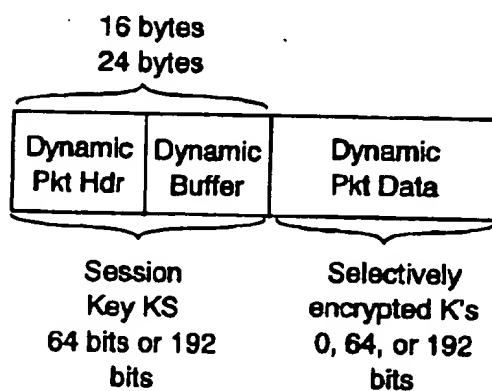 16 bytes
24 bytes
Dynamic Pkt Hdr
Dynamic Buffer
Dynamic Pkt Data
Session
Key KS
64 bits or 192
bits
Selectively
encrypted K's
0, 64, or 192
bits